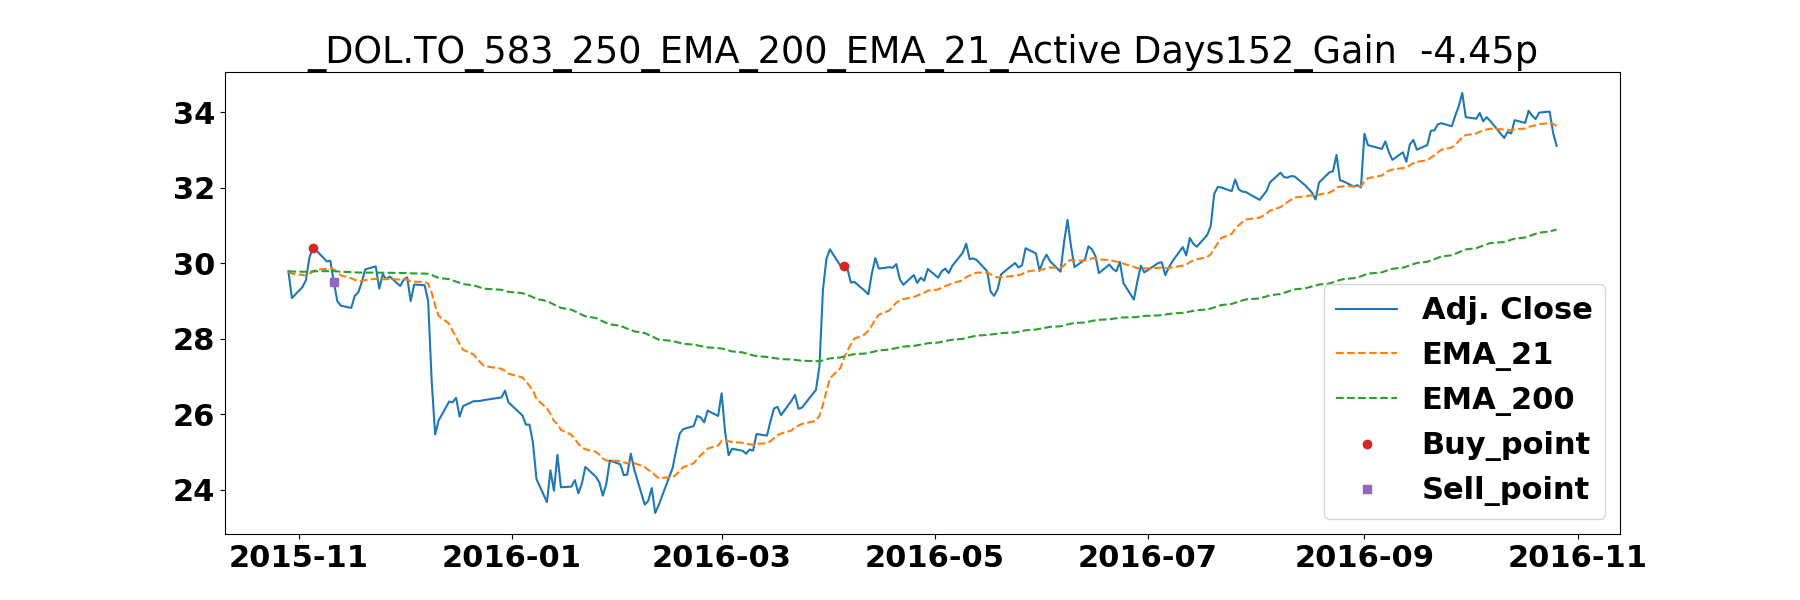 _DOL.TO_583_250_EMA_200_EMA_21_Active Days152_Gain  -4.45p
34
32
30
28
26
24
Adj. Close
EMA_21
EMA_200
Buy_point
Sell_point
2015-11 2016-01 2016-03 2016-05 2016-07 2016-09 2016-11